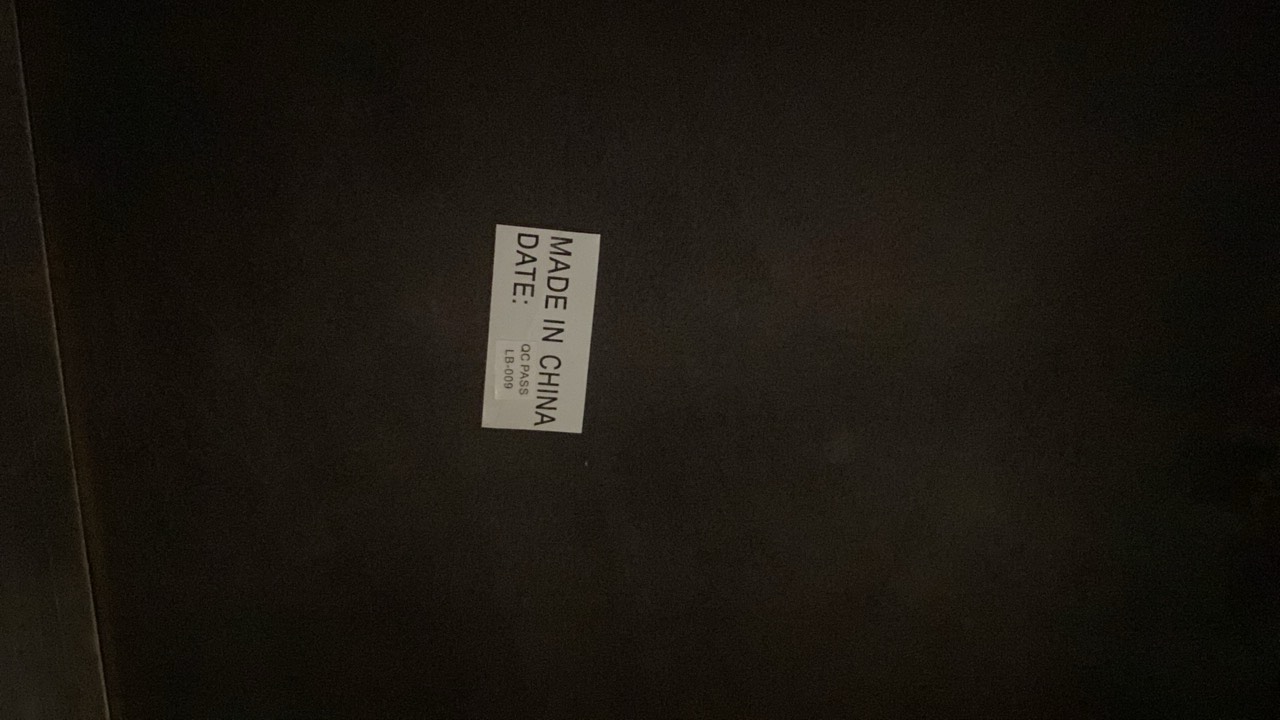 MADE IN CHINA
DATE:
QC PASS
LB-009